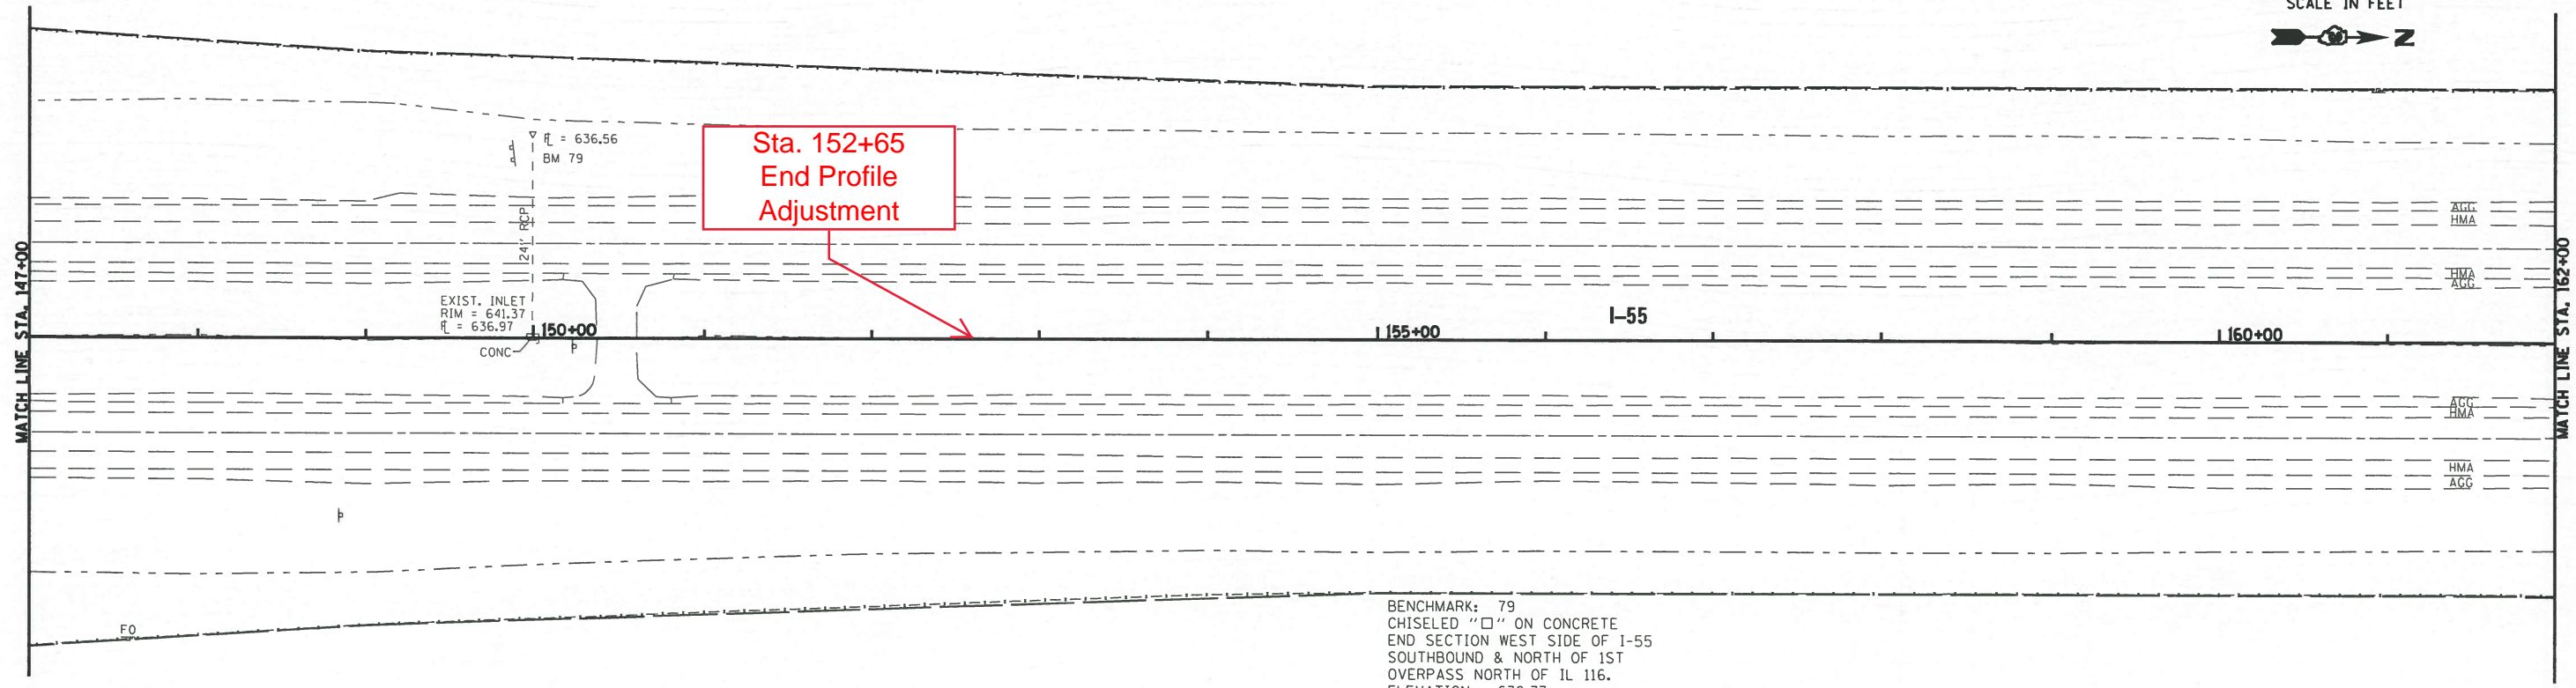 SCALE IN FEET
N
℄ = 636.56
BM 79
24" RCP
Sta. 152+65
End Profile
Adjustment
AGG
HMA
HMA
AGG
MATCH LINE STA. 147+00
MATCH LINE STA. 162+00
EXIST. INLET
RIM = 641.37
℄ = 636.97
CONC
150+00
155+00
I-55
160+00
AGG
HMA
HMA
AGG
FO
BENCHMARK: 79
CHISELED "□" ON CONCRETE
END SECTION WEST SIDE OF I-55
SOUTHBOUND & NORTH OF 1ST
OVERPASS NORTH OF IL 116.